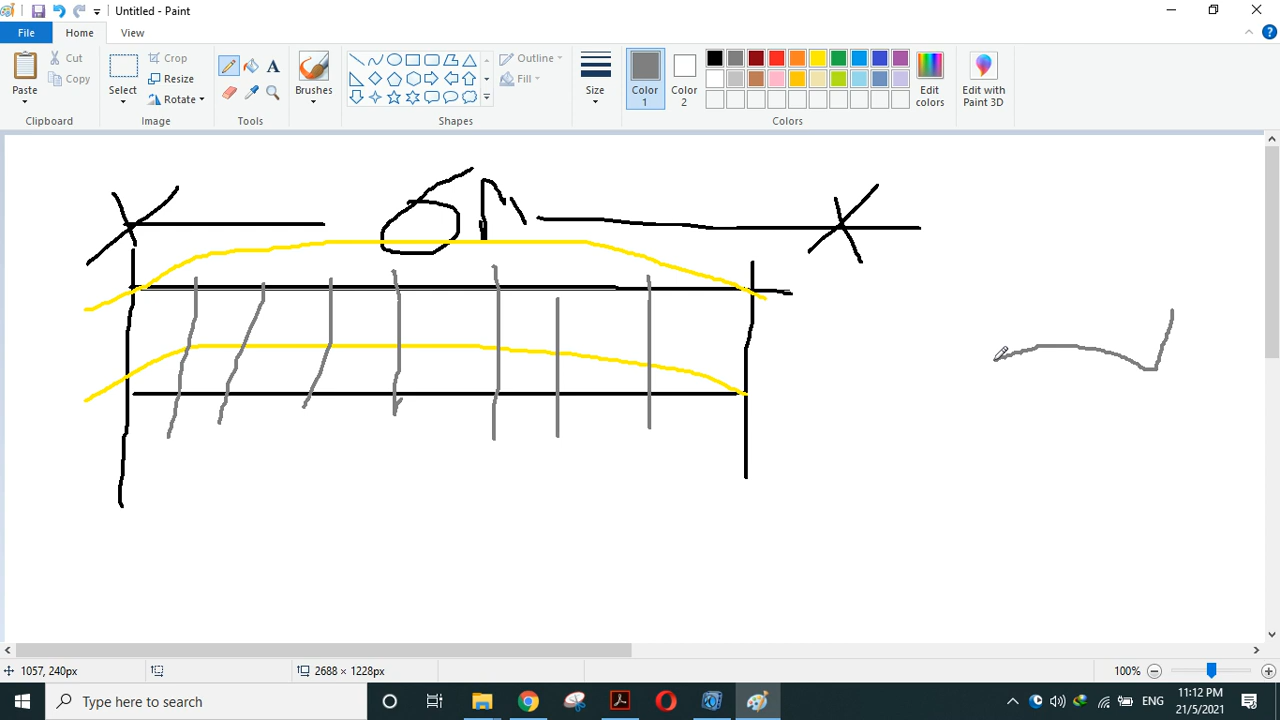 Untitled - Paint
File Home View
Paste Cut Copy
Clipboard
Select Crop Resize Rotate
Image
Tools
Brushes
Outline Fill
Shapes
Size
Color 1 Color 2
Edit colors
Colors
Edit with Paint 3D
6m
1057, 240px 2688 × 1228px 100%
Type here to search
ENG
11:12 PM
21/5/2021